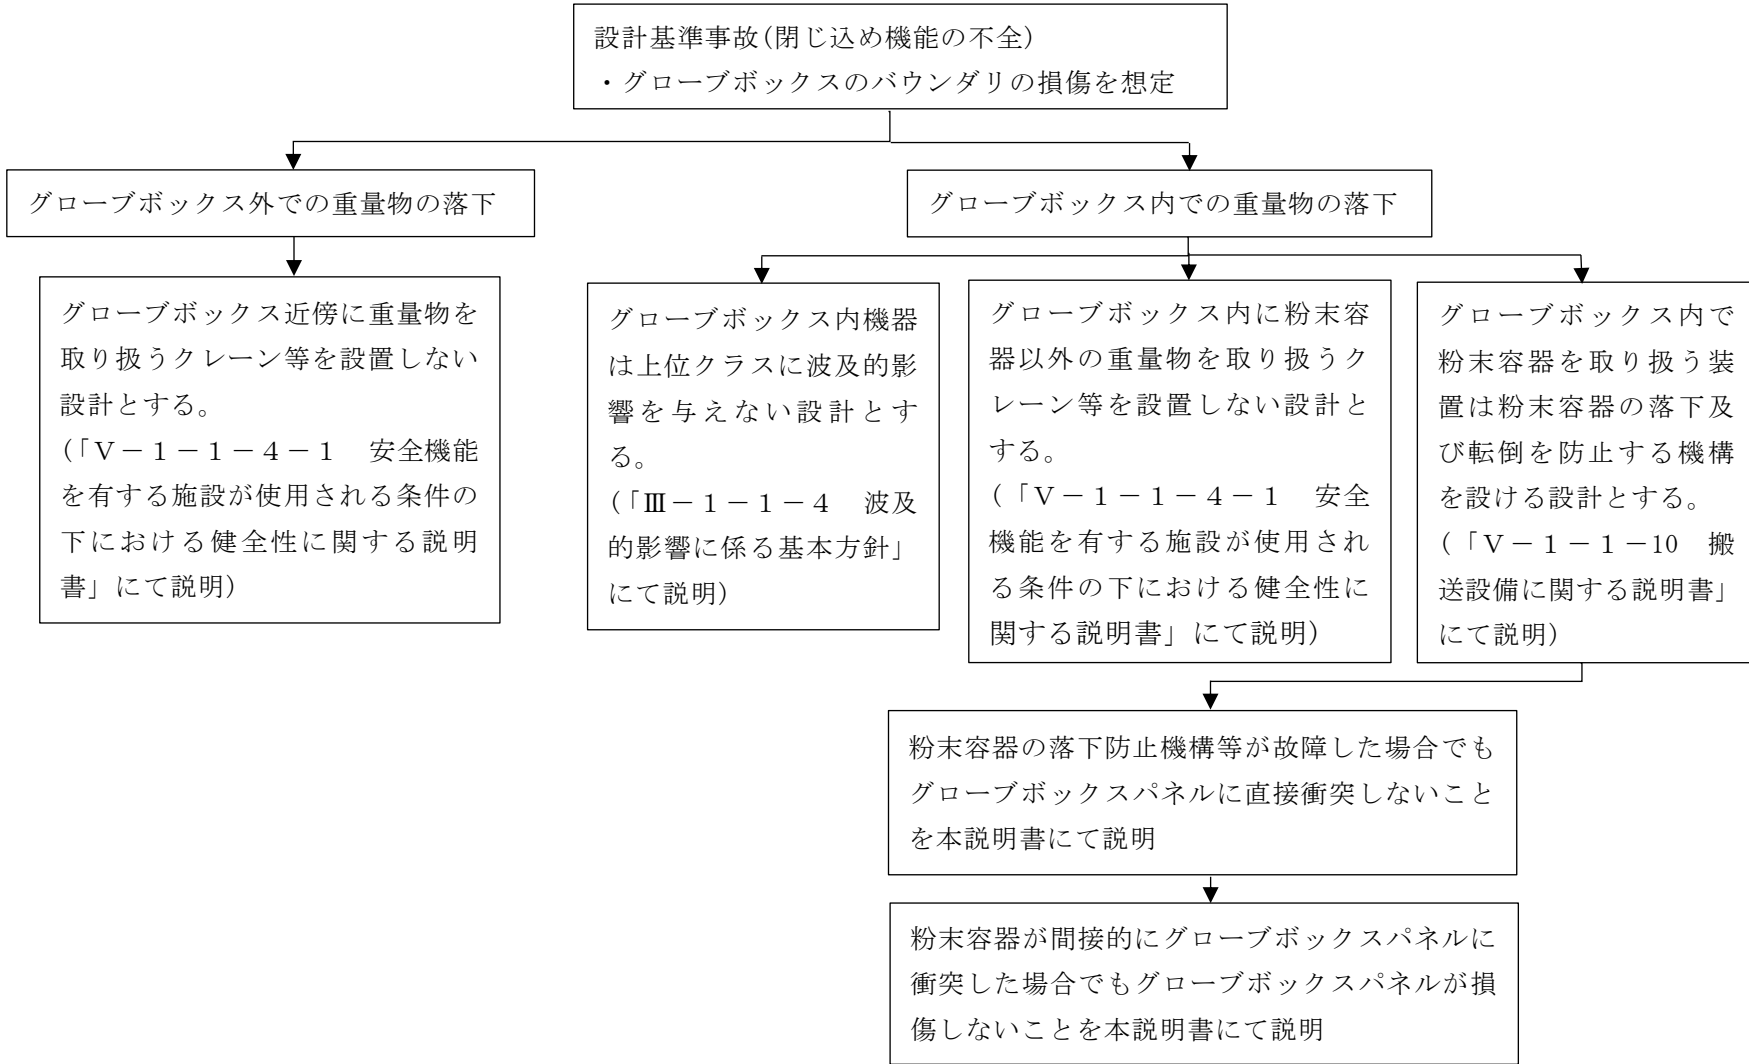 設計基準事故(閉じ込め機能の不全)
・グローブボックスのバウンダリの損傷を想定
グローブボックス外での重量物の落下
グローブボックス内での重量物の落下
グローブボックス近傍に重量物を
取り扱うクレーン等を設置しない
設計とする。
(「Ⅴ－１－１－４－１　安全機能
を有する施設が使用される条件の
下における健全性に関する説明
書」にて説明)
グローブボックス内機器
は上位クラスに波及的影
響を与えない設計とす
る。
(「Ⅲ－１－１－４　波及
的影響に係る基本方針」
にて説明)
グローブボックス内に粉末容
器以外の重量物を取り扱うク
レーン等を設置しない設計と
する。
(「Ⅴ－１－１－４－１　安全
機能を有する施設が使用され
る条件の下における健全性に
関する説明書」にて説明)
グローブボックス内で
粉末容器を取り扱う装
置は粉末容器の落下及
び転倒を防止する機構
を設ける設計とする。
(「Ⅴ－１－１－10　搬
送設備に関する説明書」
にて説明)
粉末容器の落下防止機構等が故障した場合でも
グローブボックスパネルに直接衝突しないこと
を本説明書にて説明
粉末容器が間接的にグローブボックスパネルに
衝突した場合でもグローブボックスパネルが損
傷しないことを本説明書にて説明